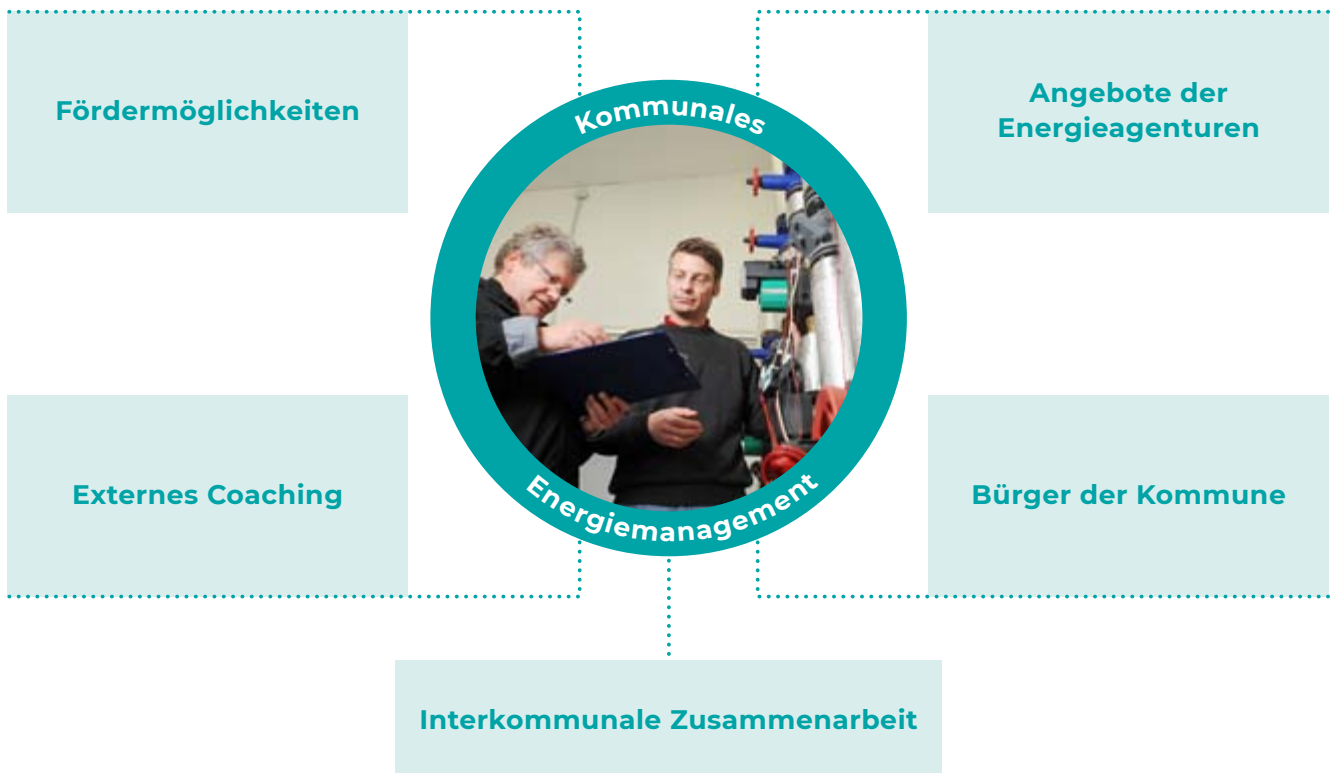 Fördermöglichkeiten
Angebote der
Energieagenturen
Kommunales
Energiemanagement
Externes Coaching
Bürger der Kommune
Interkommunale Zusammenarbeit